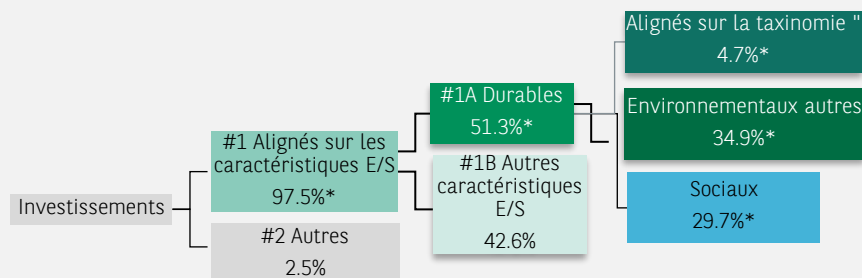 Investissements
#1 Alignés sur les
caractéristiques E/S
97.5%*
#2 Autres
2.5%
#1A Durables
51.3%*
#1B Autres
caractéristiques
E/S
42.6%
Alignés sur la taxinomie "
4.7%*
Environnementaux autres
34.9%*
Sociaux
29.7%*